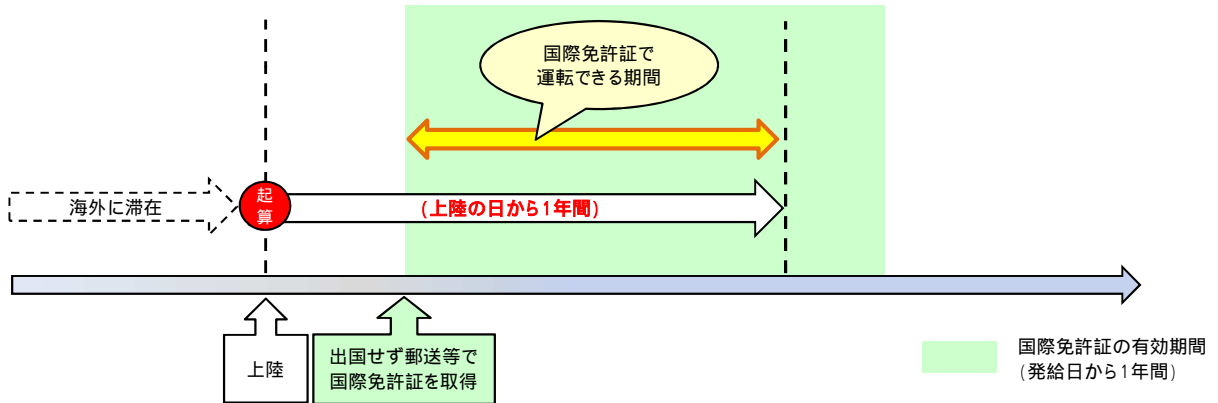 国際免許証で
運転できる期間
海外に滞在
起
算
(上陸の日から1年間)
上陸
出国せず郵送等で
国際免許証を取得
国際免許証の有効期間
(発給日から1年間)